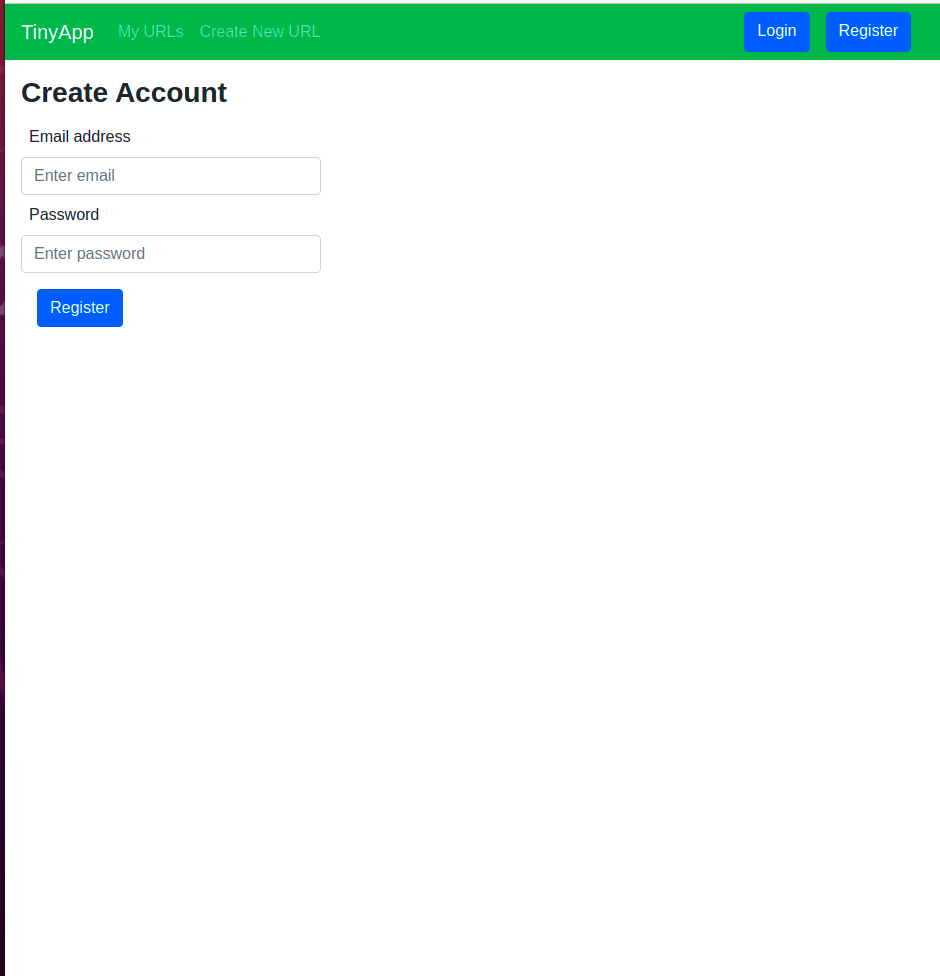 TinyApp My URLs Create New URL Login Register
Create Account
Email address
Enter email
Password
Enter password
Register